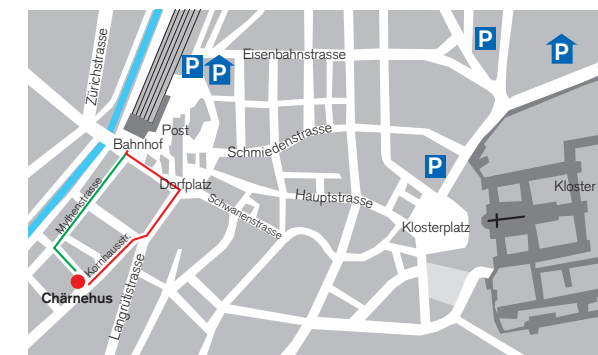 Zürichstrasse
Eisenbahnstrasse
P
P
P
P
P
Post
Bahnhof
Schmiedenstrasse
Dorfplatz
Hauptstrasse
Schwanenstrasse
Kloster
Klosterplatz
Mythenstrasse
Kornhausstr.
Langrütistrasse
Chärnehus